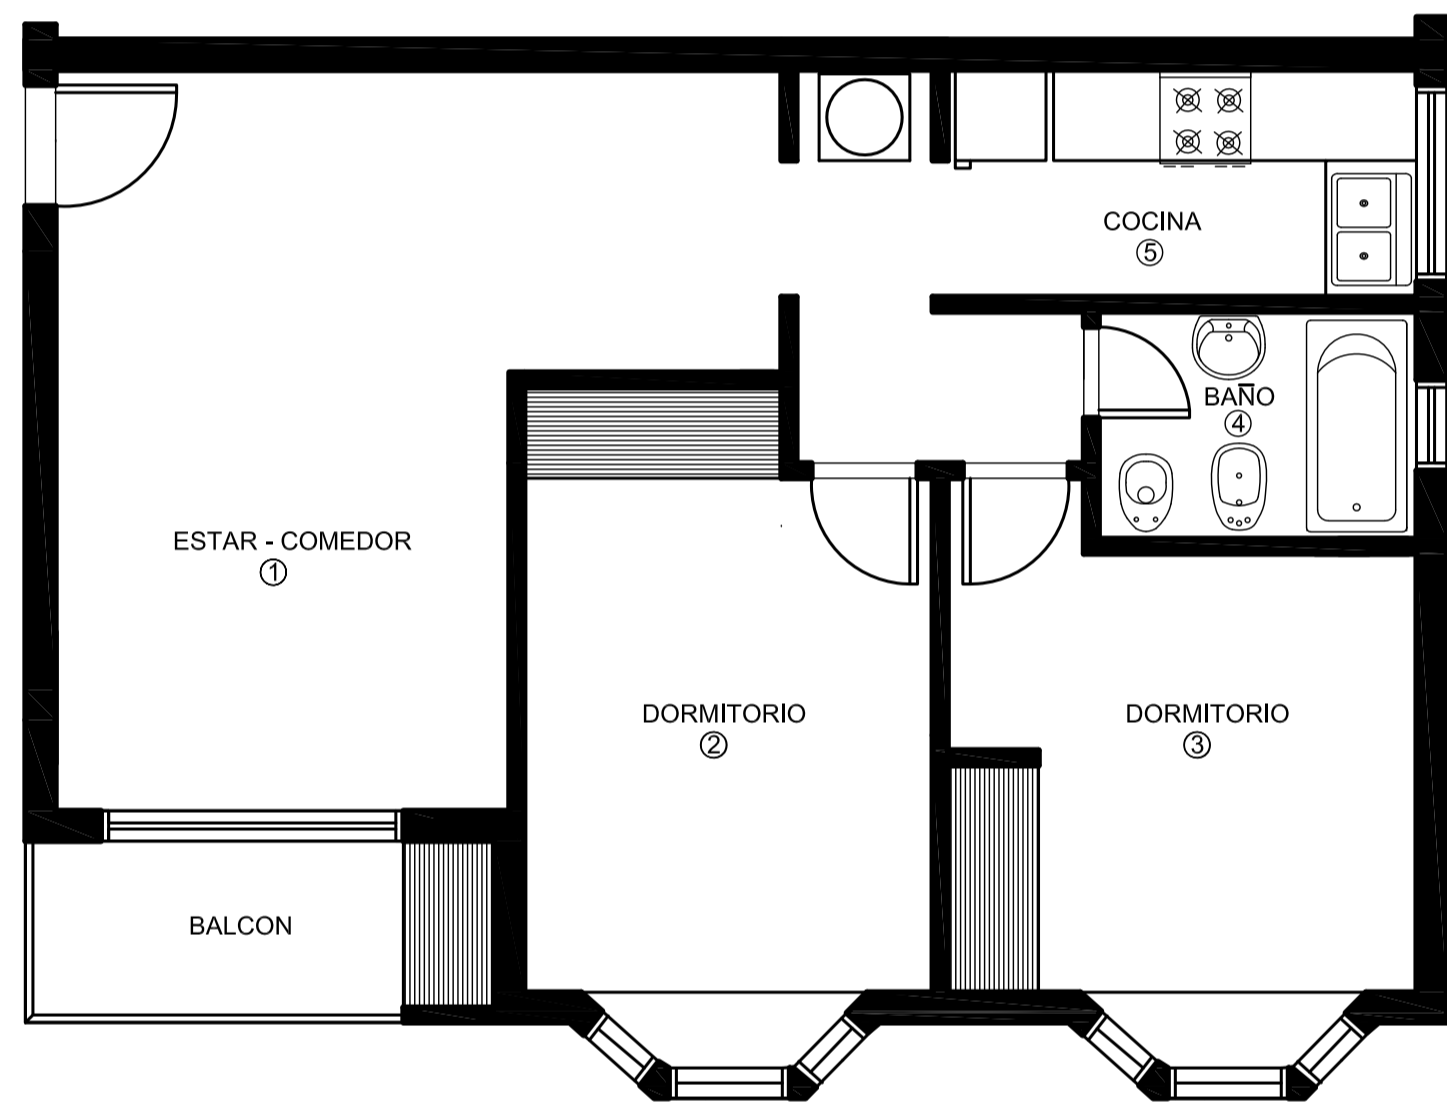 COCINA
5
BAÑO
4
ESTAR - COMEDOR
1
DORMITORIO
2
DORMITORIO
3
BALCON